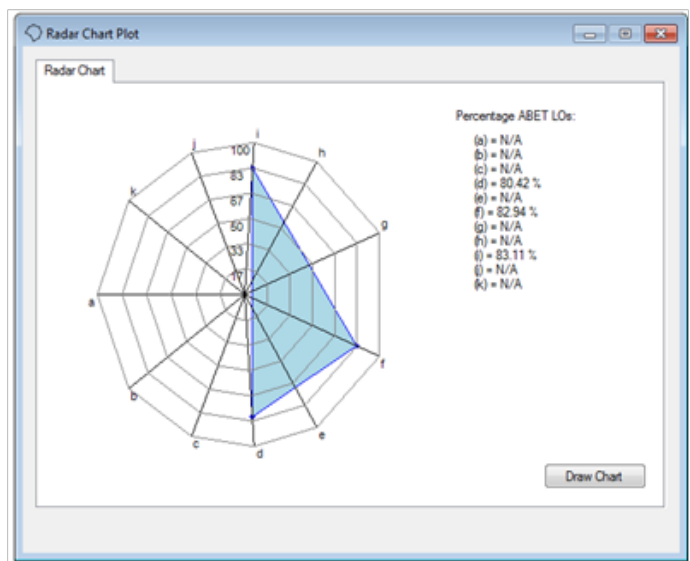 Radar Chart Plot
Radar Chart
Percentage ABET LOs:
(a) = N/A
(b) = N/A
(c) = N/A
(d) = 80.42 %
(e) = N/A
(f) = 82.94 %
(g) = N/A
(h) = N/A
(i) = 83.11 %
(j) = N/A
(k) = N/A
i
j
h
100
83
k
67
g
50
33
17
a
f
b
e
c
d
Draw Chart